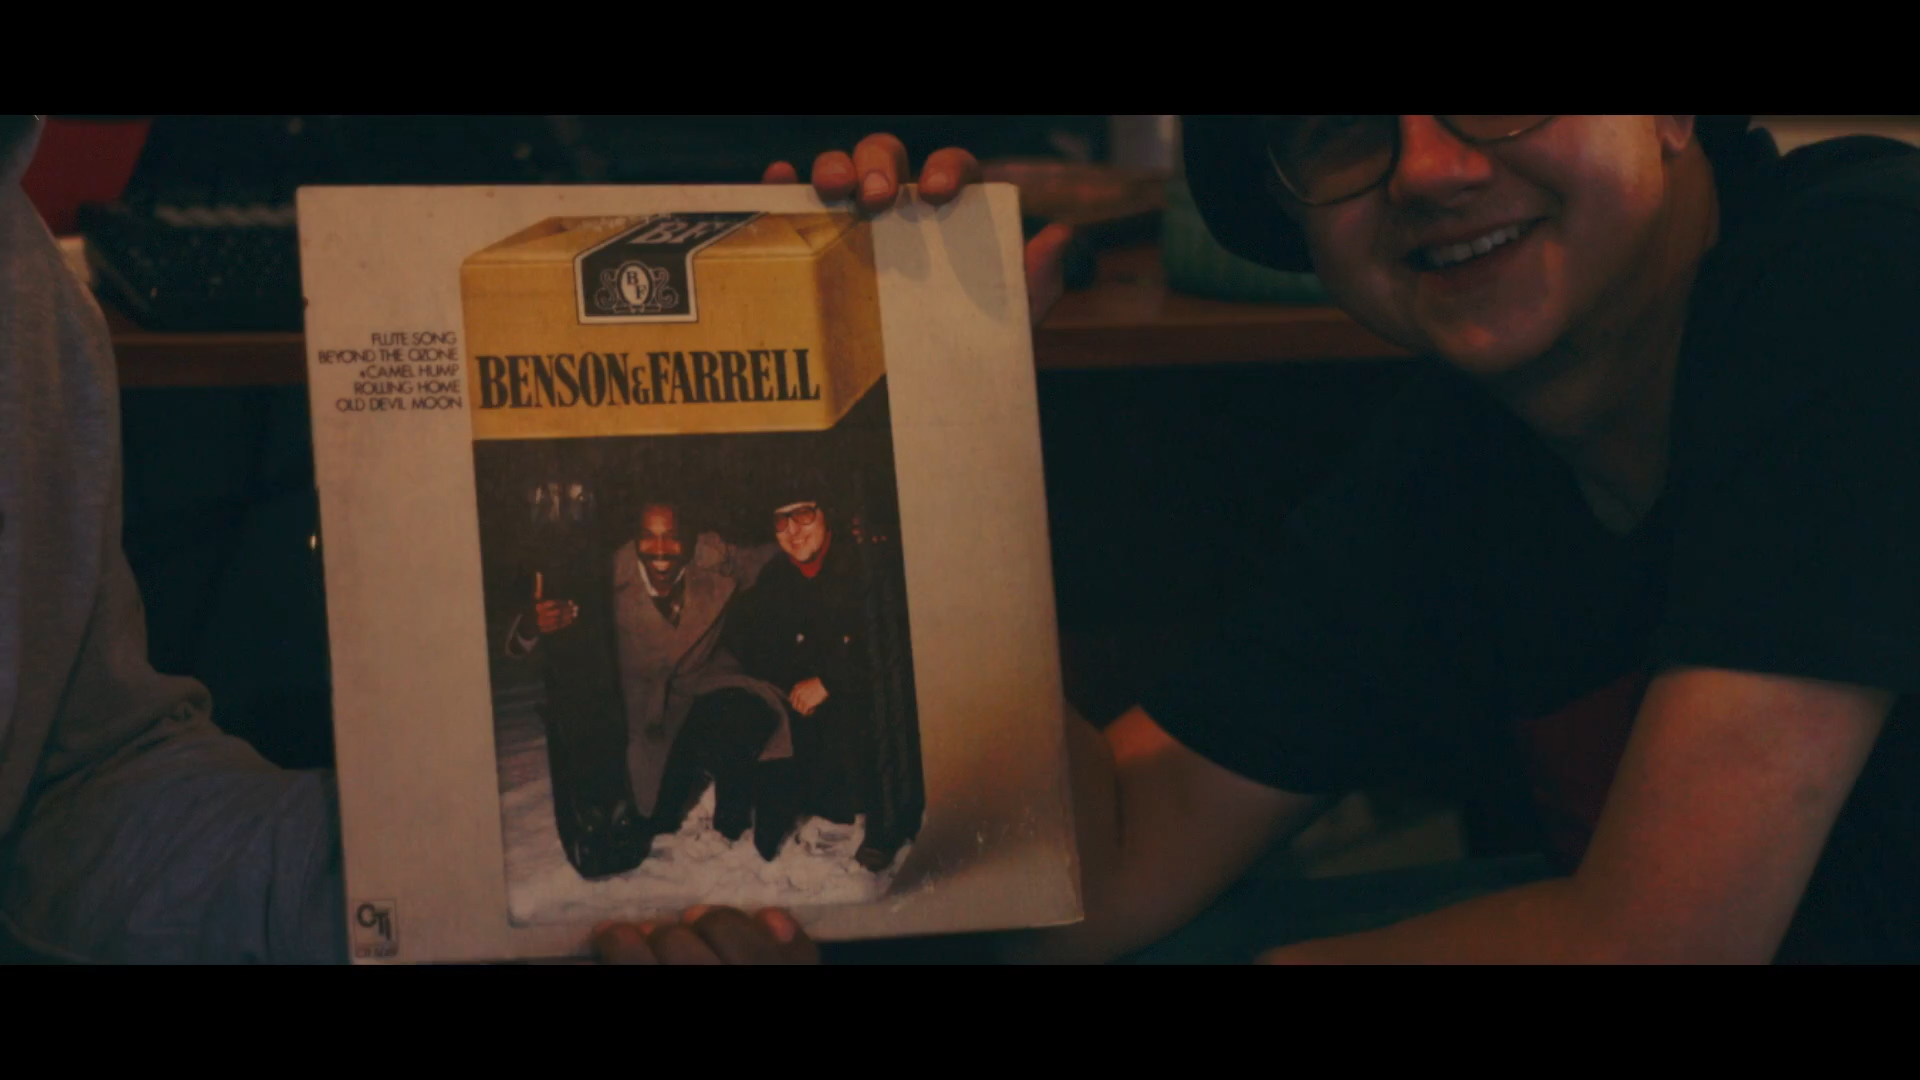 BF
B
F
BENSON&FARRELL
FLUTE SONG
BEYOND THE OZONE
CAMEL HUMP
ROLLING HOME
OLD DEVIL MOON
CTI